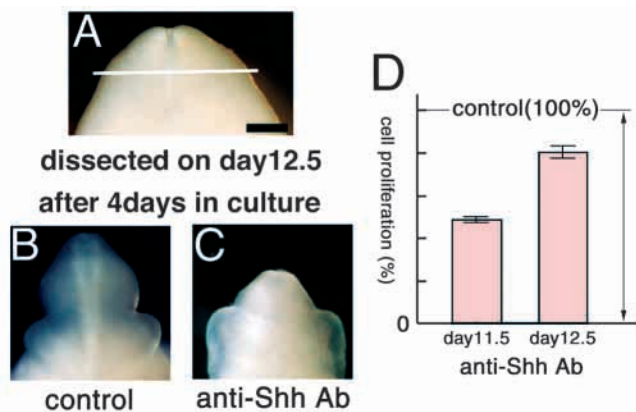 A
dissected on day12.5
after 4days in culture
B
control
C
anti-Shh Ab
D
control(100%)
cell proliferation (%)
0
day11.5 day12.5
anti-Shh Ab